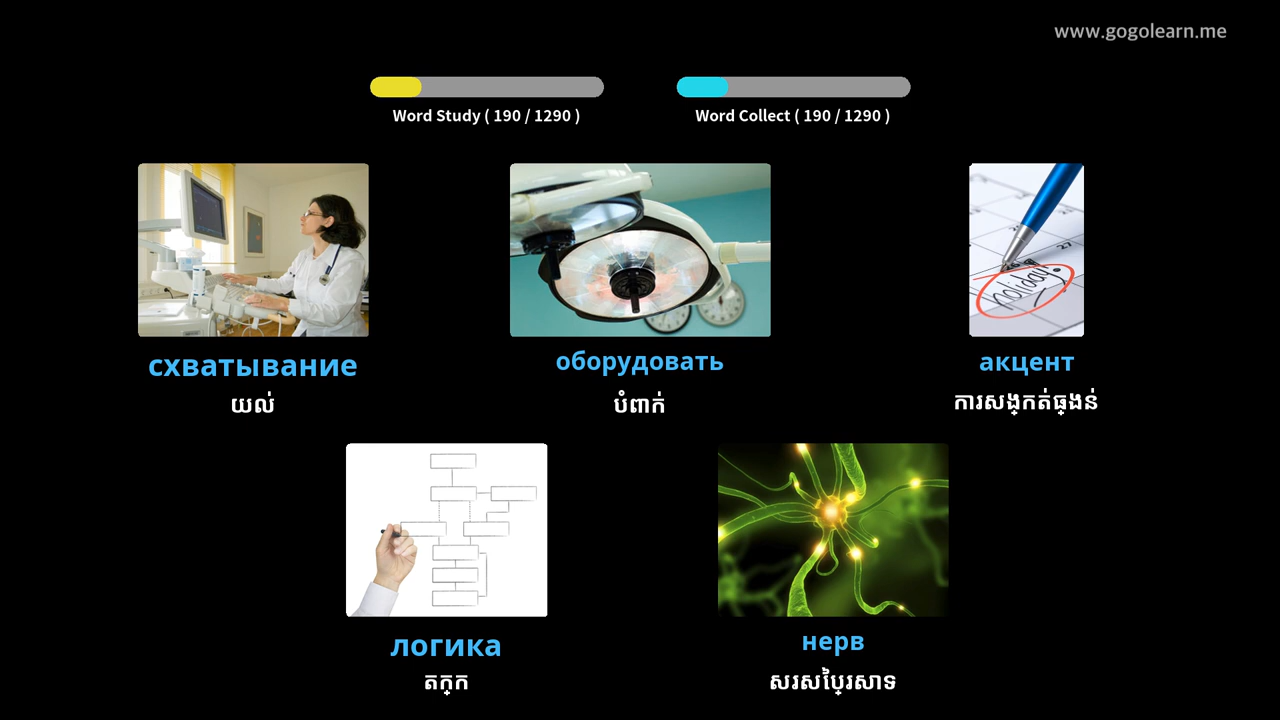 www.gogolearn.me
Word Study ( 190 / 1290 )
Word Collect ( 190 / 1290 )
27
holiday.
схватывание
оборудовать
акцент
យល់
បំពាក់
ការសង្កត់ធ្ងន់
логика
нерв
តក្ក
សរសប្រៃសាទ